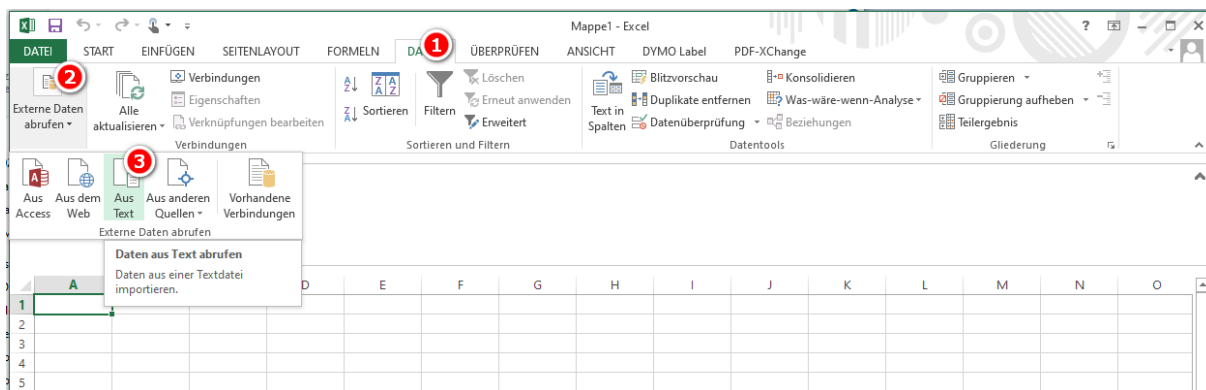 Mappe1 - Excel
DATEI START EINFÜGEN SEITENLAYOUT FORMELN DA 1 ÜBERPRÜFEN ANSICHT DYMO Label PDF-XChange
2
Externe Daten
abrufen
Alle
aktualisieren
Verbindungen
Eigenschaften
Verknüpfungen bearbeiten
Verbindungen
Sortieren
Filtern
Löschen
Erneut anwenden
Erweitert
Sortieren und Filtern
Text in
Spalten
Blitzvorschau
Duplikate entfernen
Datenüberprüfung
Konsolidieren
Was-wäre-wenn-Analyse
Beziehungen
Datentools
Gruppieren
Gruppierung aufheben
Teilergebnis
Gliederung
3
Aus
Access
Aus dem
Web
Aus
Text
Aus anderen
Quellen
Vorhandene
Verbindungen
Externe Daten abrufen
Daten aus Text abrufen
Daten aus einer Textdatei
importieren.
A D E F G H I J K L M N O
1
2
3
4
5